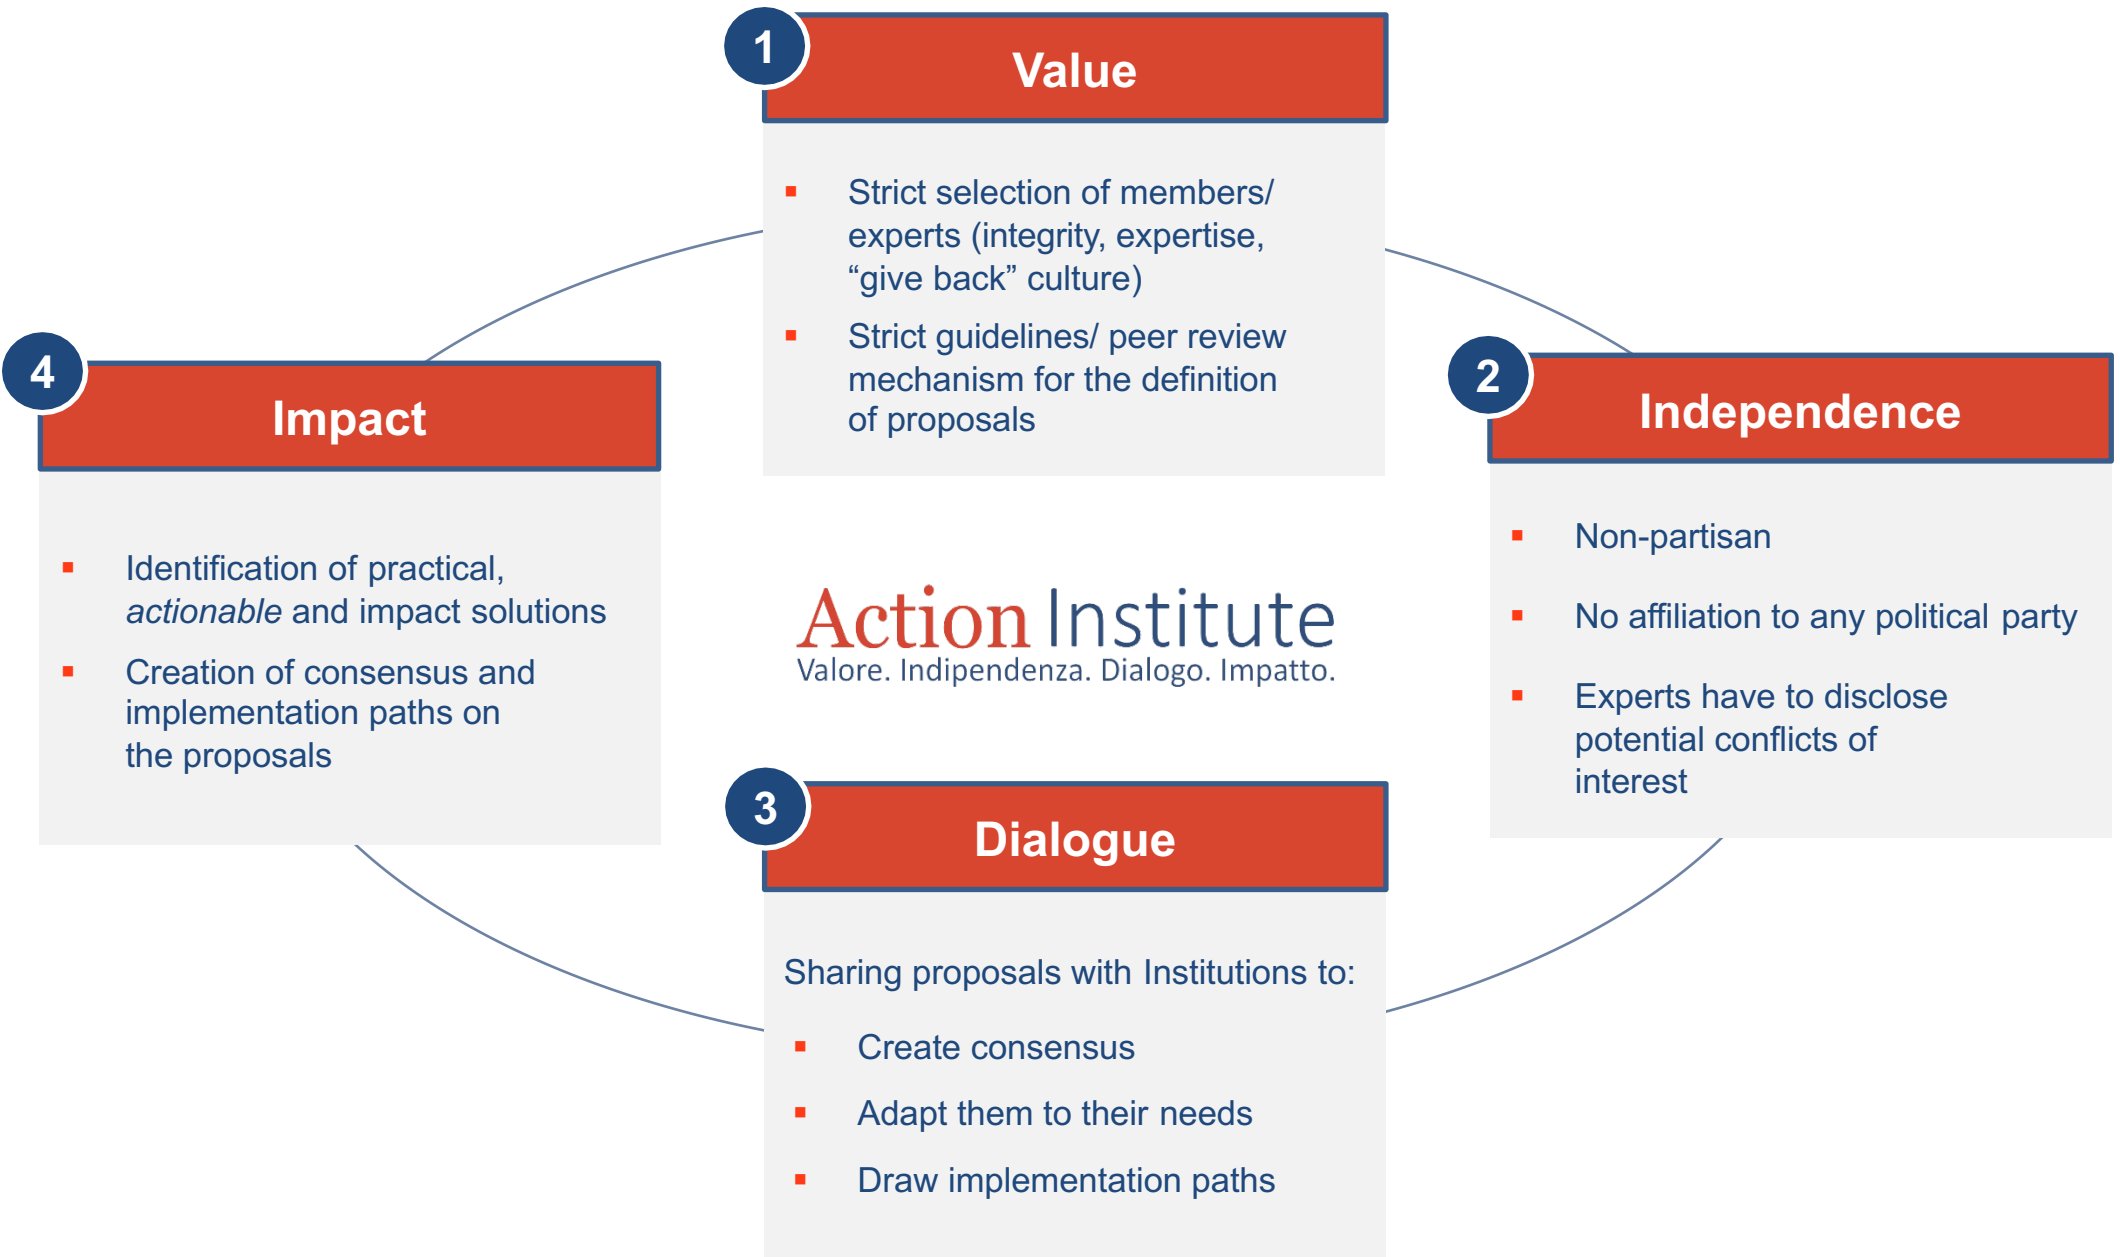 1
Value
Strict selection of members/
experts (integrity, expertise,
“give back” culture)
Strict guidelines/ peer review
mechanism for the definition
of proposals
2
Independence
Non-partisan
No affiliation to any political party
Experts have to disclose
potential conflicts of
interest
3
Dialogue
Sharing proposals with Institutions to:
Create consensus
Adapt them to their needs
Draw implementation paths
4
Impact
Identification of practical,
actionable and impact solutions
Creation of consensus and
implementation paths on
the proposals
Action Institute
Valore. Indipendenza. Dialogo. Impatto.